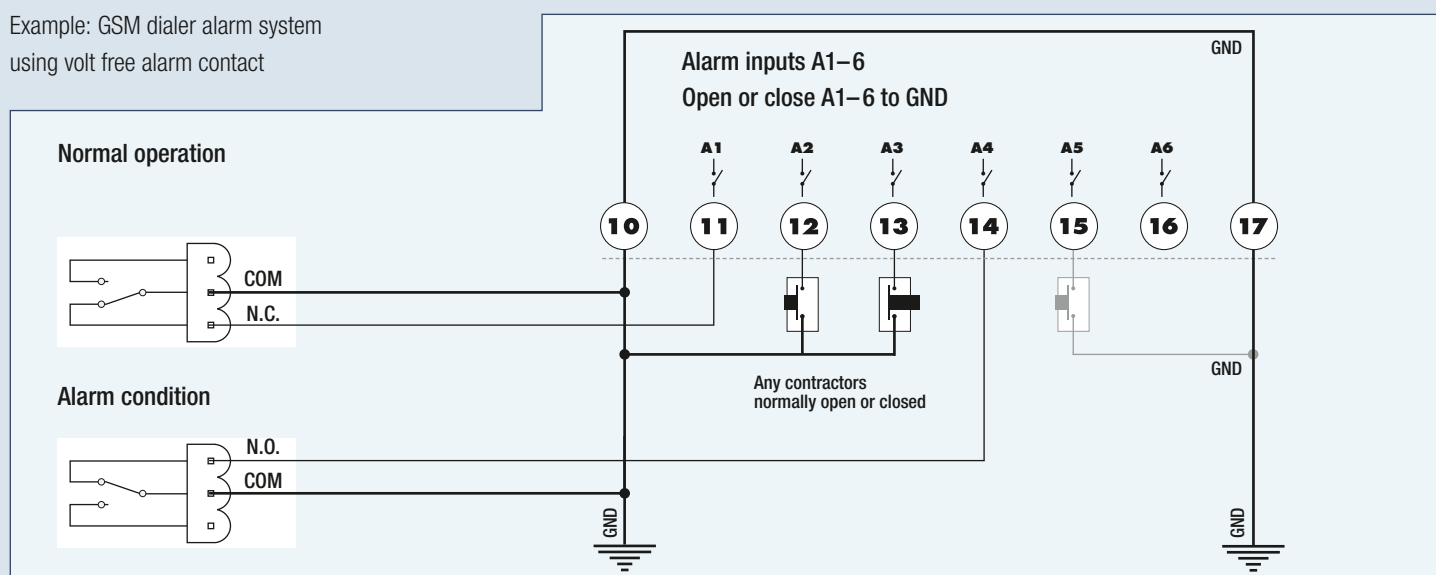 Example: GSM dialer alarm system
using volt free alarm contact
GND
Alarm inputs A1–6
Open or close A1–6 to GND
Normal operation
A1 A2 A3 A4 A5 A6
10 11 12 13 14 15 16 17
COM
N.C.
GND
Any contractors
normally open or closed
Alarm condition
N.O.
COM
GND
GND